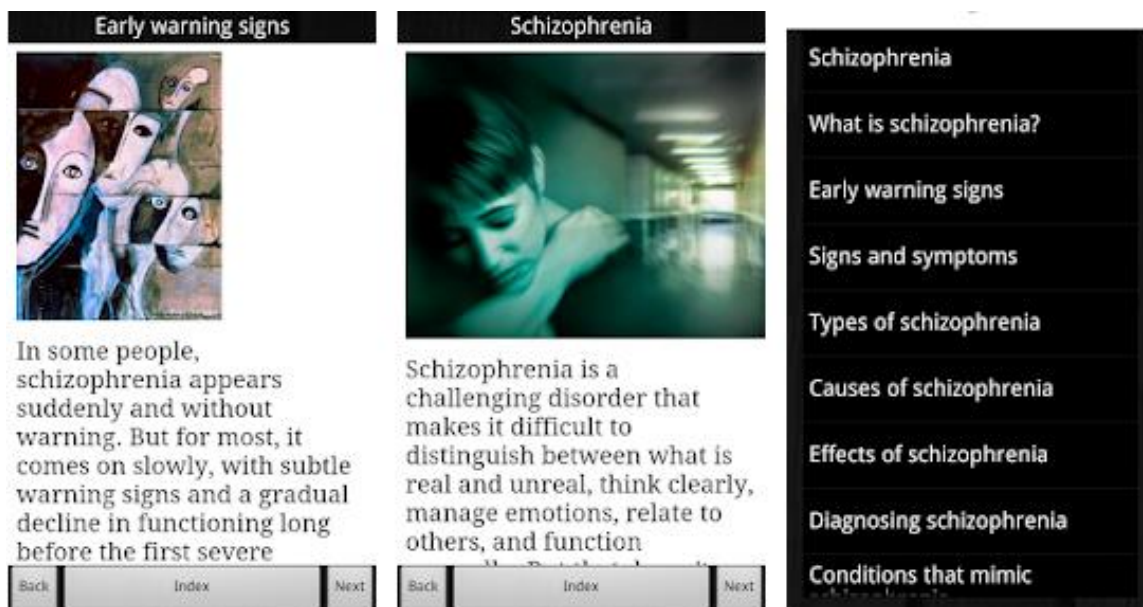 Early warning signs
In some people,
schizophrenia appears
suddenly and without
warning. But for most, it
comes on slowly, with subtle
warning signs and a gradual
decline in functioning long
before the first severe
Back
Index
Next
Schizophrenia
Schizophrenia is a
challenging disorder that
makes it difficult to
distinguish between what is
real and unreal, think clearly,
manage emotions, relate to
others, and function
Back
Index
Next
Schizophrenia
What is schizophrenia?
Early warning signs
Signs and symptoms
Types of schizophrenia
Causes of schizophrenia
Effects of schizophrenia
Diagnosing schizophrenia
Conditions that mimic